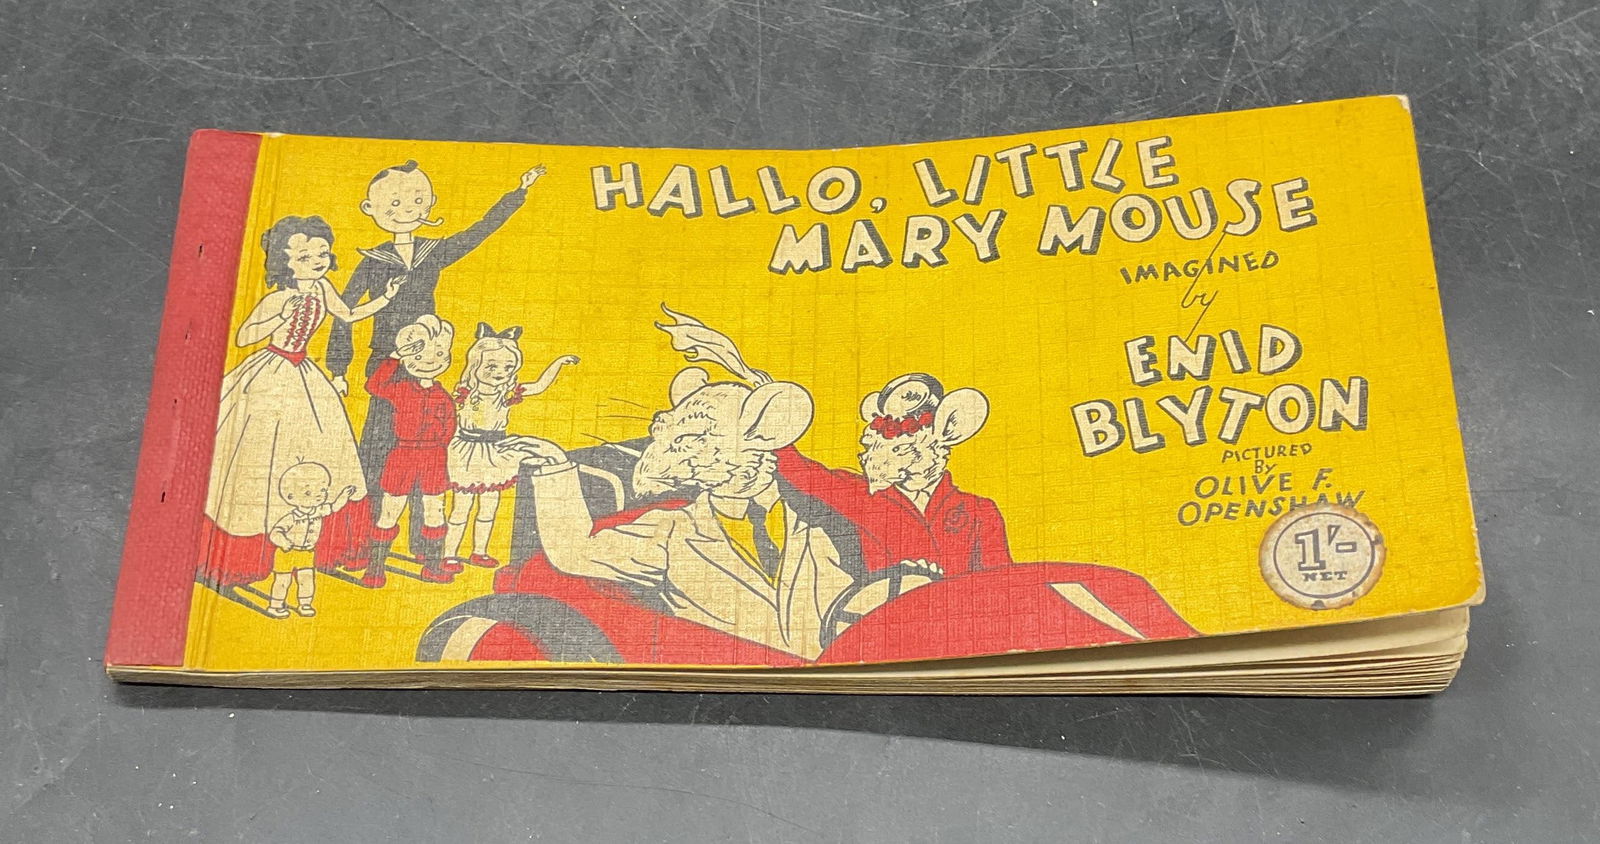 HALLO, LITTLE
MARY MOUSE
IMAGINED
by
ENID
BLYTON
PICTURED
By
OLIVE F.
OPENSHAW
1'-
NET